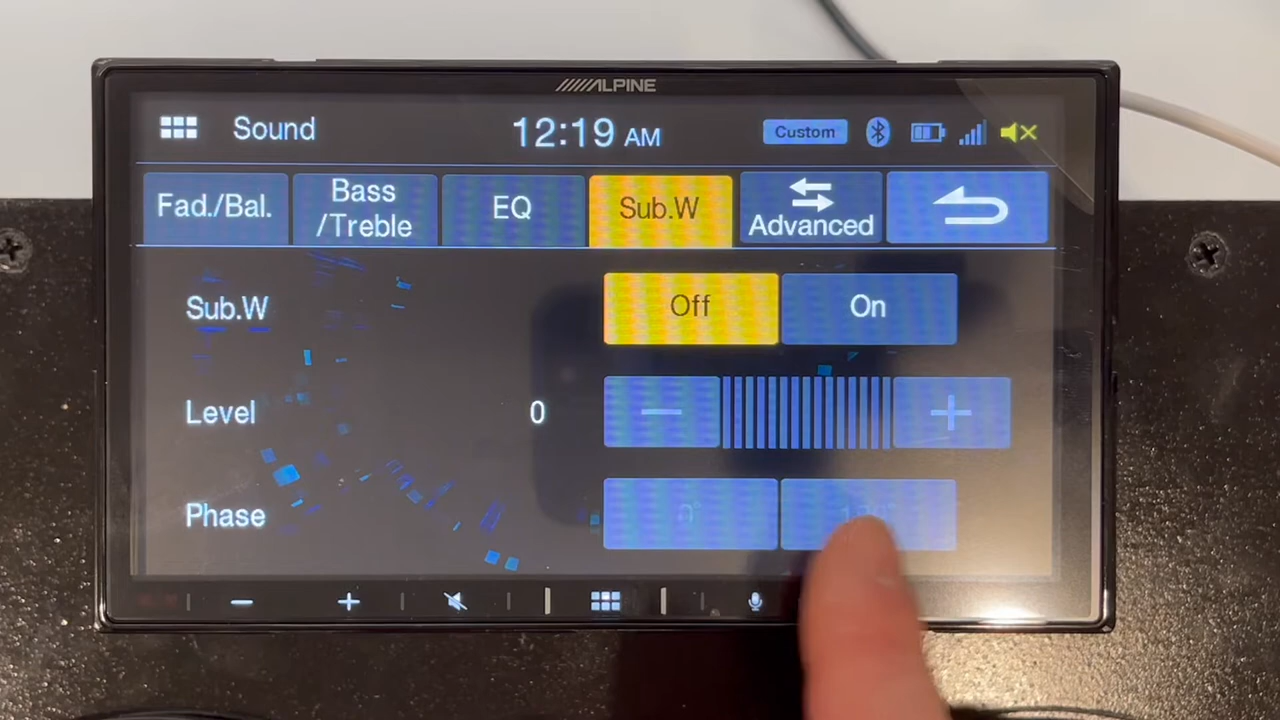 ALPINE
Sound
12:19 AM
Custom
Fad./Bal.
Bass
/Treble
EQ
Sub.W
Advanced
Sub.W
Off
On
Level
0
Phase
0°